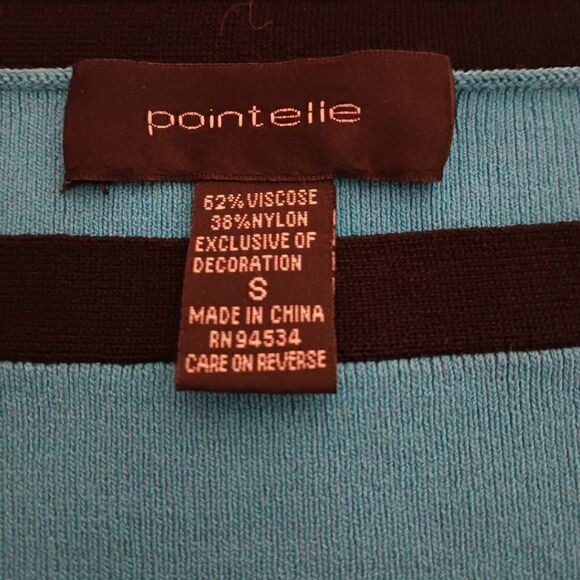 pointelle
62% VISCOSE
38% NYLON
EXCLUSIVE OF
DECORATION
S
MADE IN CHINA
RN 94534
CARE ON REVERSE